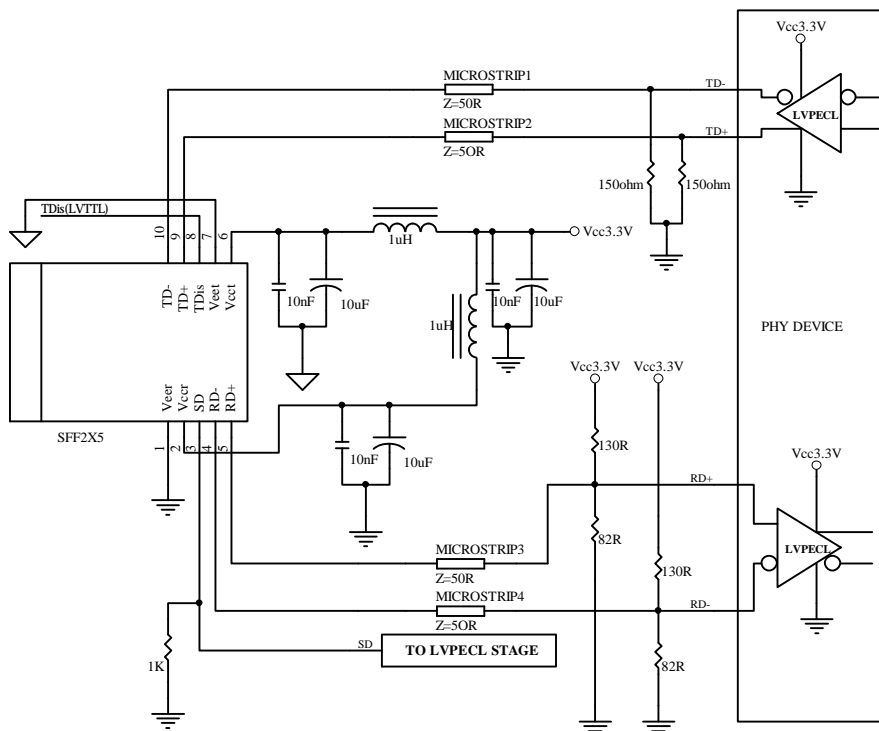 Vcc3.3V
MICROSTRIP1
TD-
Z=50R
LVPECL
MICROSTRIP2
TD+
Z=5OR
150ohm
150ohm
TDis(LVTTL)
10
9
8
7
6
1uH
Vcc3.3V
TD-
TD+
TDis
Veet
Vcct
10nF
10uF
10nF
10uF
1uH
PHY DEVICE
Veer
Vccr
SD
RD-
RD+
Vcc3.3V
Vcc3.3V
SFF2X5
1
2
3
4
5
130R
10nF
10uF
Vcc3.3V
RD+
82R
MICROSTRIP3
LVPECL
Z=50R
130R
MICROSTRIP4
RD-
Z=5OR
SD
TO LVPECL STAGE
1K
82R